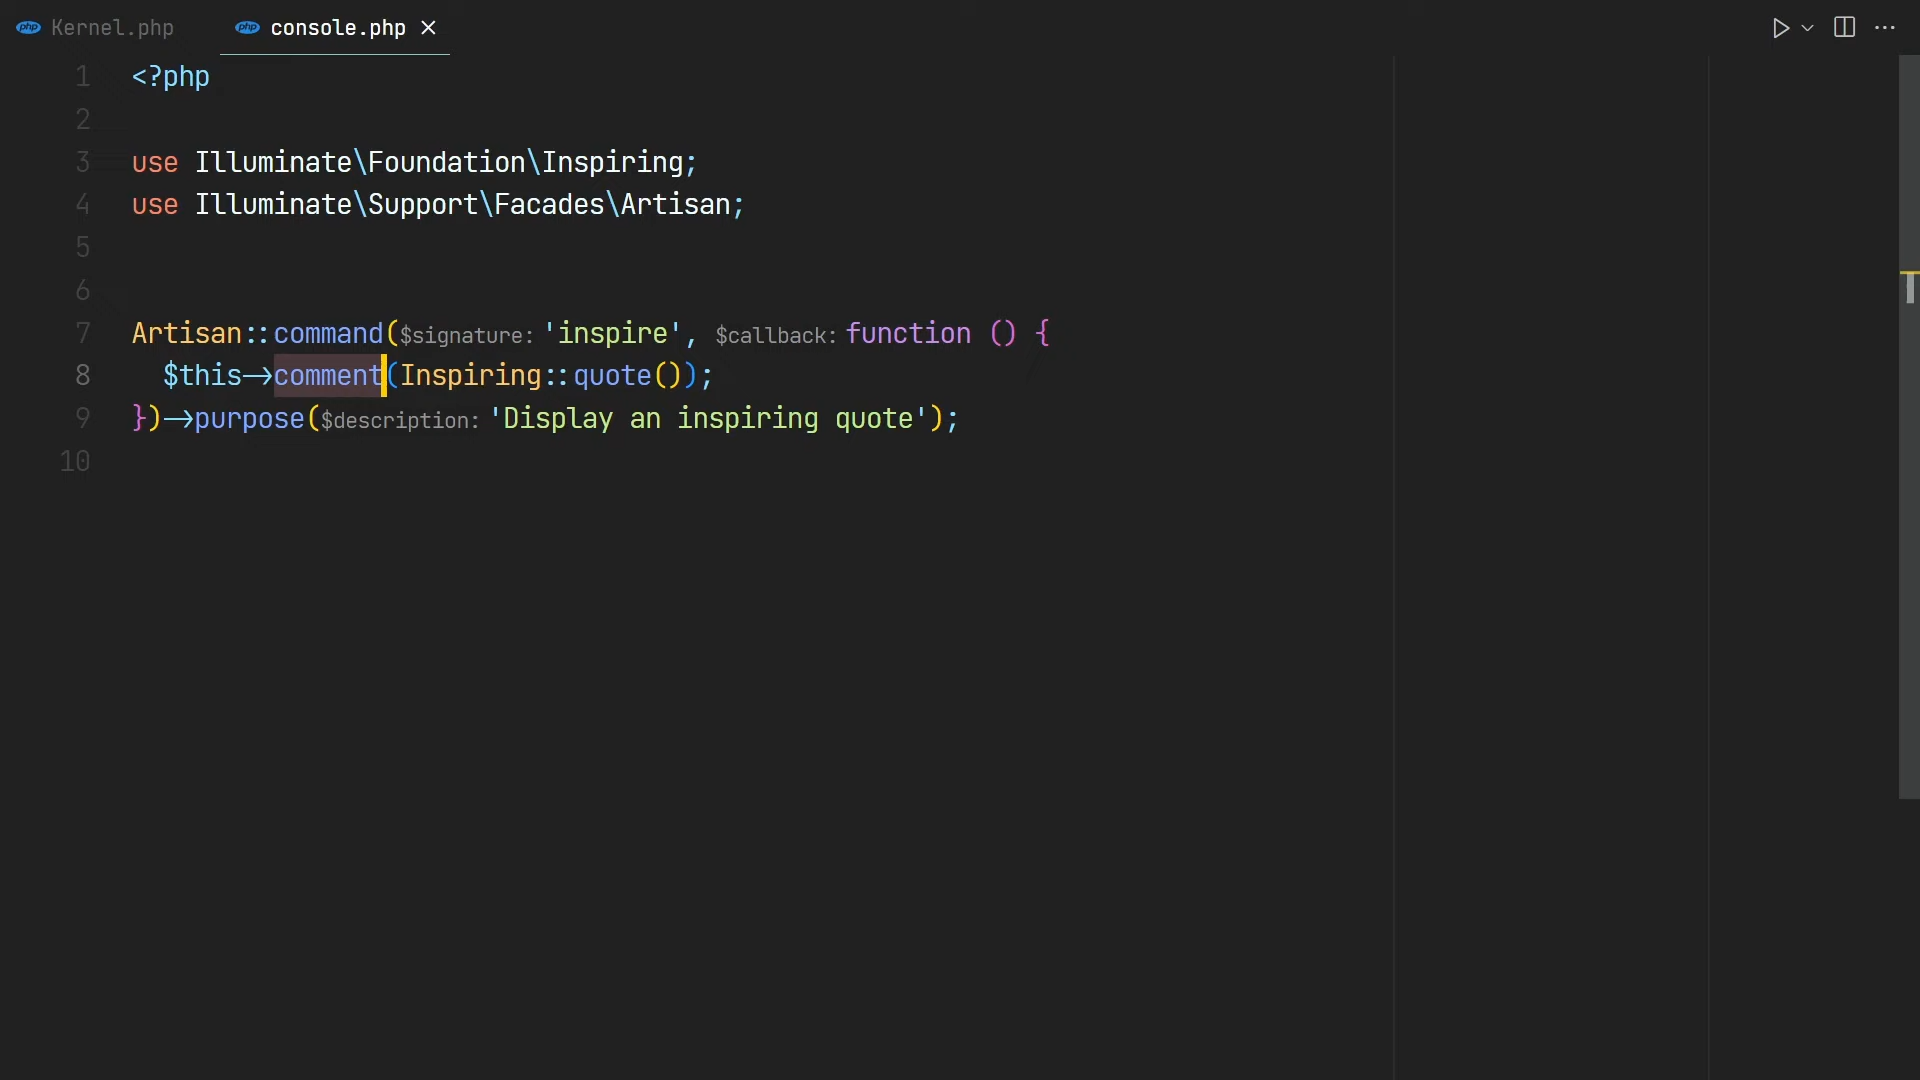 php Kernel.php php console.php
1 <?php
2
3 use Illuminate\Foundation\Inspiring;
4 use Illuminate\Support\Facades\Artisan;
5
6
7 Artisan::command($signature: 'inspire', $callback: function () {
8   $this->comment(Inspiring::quote());
9 })->purpose($description: 'Display an inspiring quote');
10